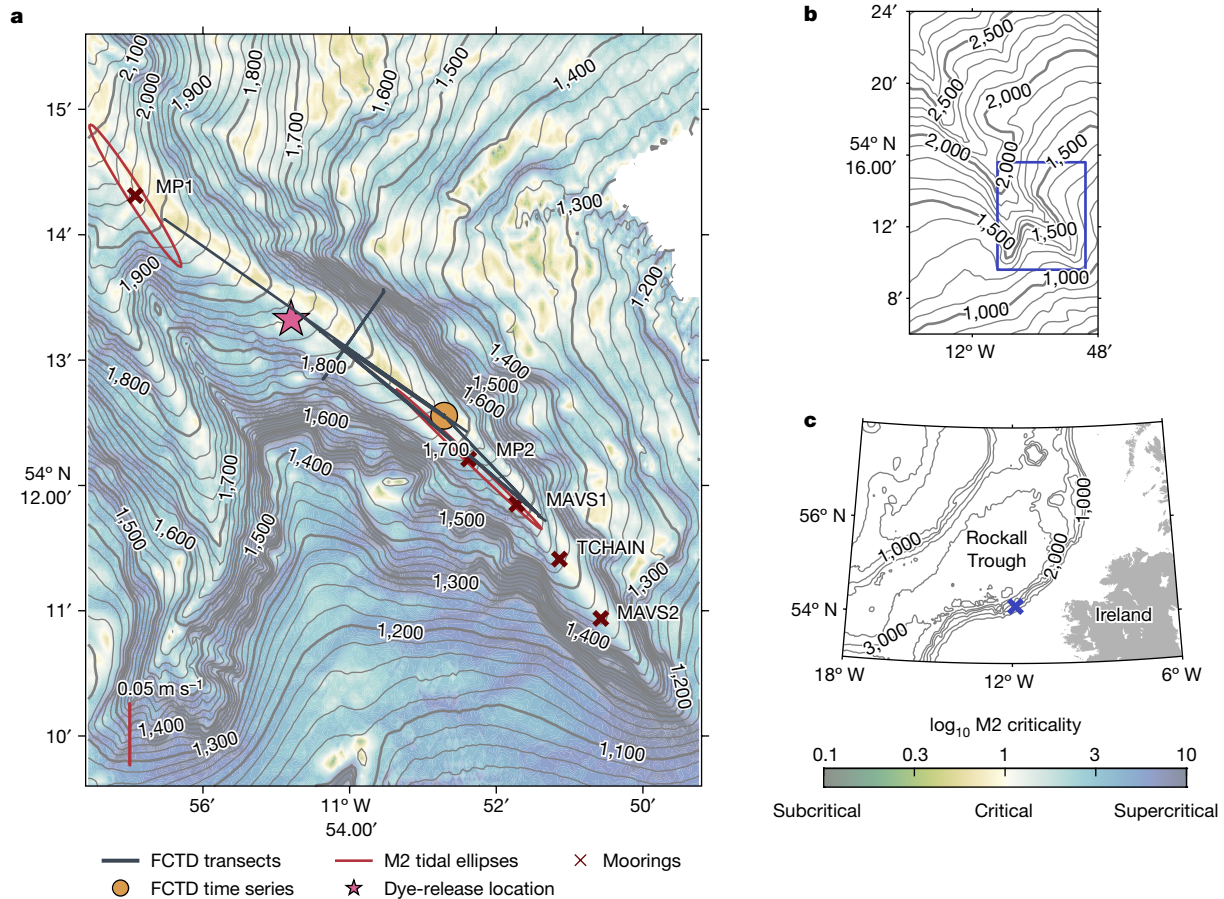 a
2,100
2,000
1,900
1,800
1,700
1,600
1,500
1,400
15′
MP1
1,300
14′
1,900
1,200
13′
1,800
1,800
1,400
1,500
1,600
1,600
1,700
MP2
54° N
12.00′
1,400
1,700
MAVS1
1,500
1,500
1,600
1,500
TCHAIN
1,300
1,300
11′
MAVS2
1,200
1,400
0.05 m s⁻¹
1,200
1,400
1,300
10′
1,100
56′
11° W
54.00′
52′
50′
FCTD transects
M2 tidal ellipses
Moorings
FCTD time series
Dye-release location
b
24′
2,500
20′
2,500
2,000
54° N
16.00′
2,000
2,000
1,500
12′
1,500
1,500
1,000
8′
1,000
12° W
48′
c
56° N
1,000
1,000
Rockall
Trough
2,000
54° N
Ireland
3,000
18° W
12° W
6° W
log₁₀ M2 criticality
0.1
0.3
1
3
10
Subcritical
Critical
Supercritical